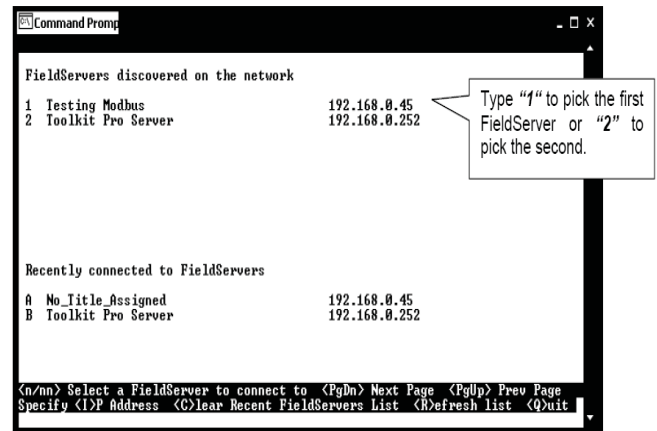 Command Promp
FieldServers discovered on the network
1 Testing Modbus 192.168.0.45
2 Toolkit Pro Server 192.168.0.252
Type "1" to pick the first
FieldServer or "2" to
pick the second.
Recently connected to FieldServers
A No_Title_Assigned 192.168.0.45
B Toolkit Pro Server 192.168.0.252
<n/nn> Select a FieldServer to connect to <PgDn> Next Page <PgUp> Prev Page
Specify <I>P Address <C>lear Recent FieldServers List <R>efresh list <Q>uit